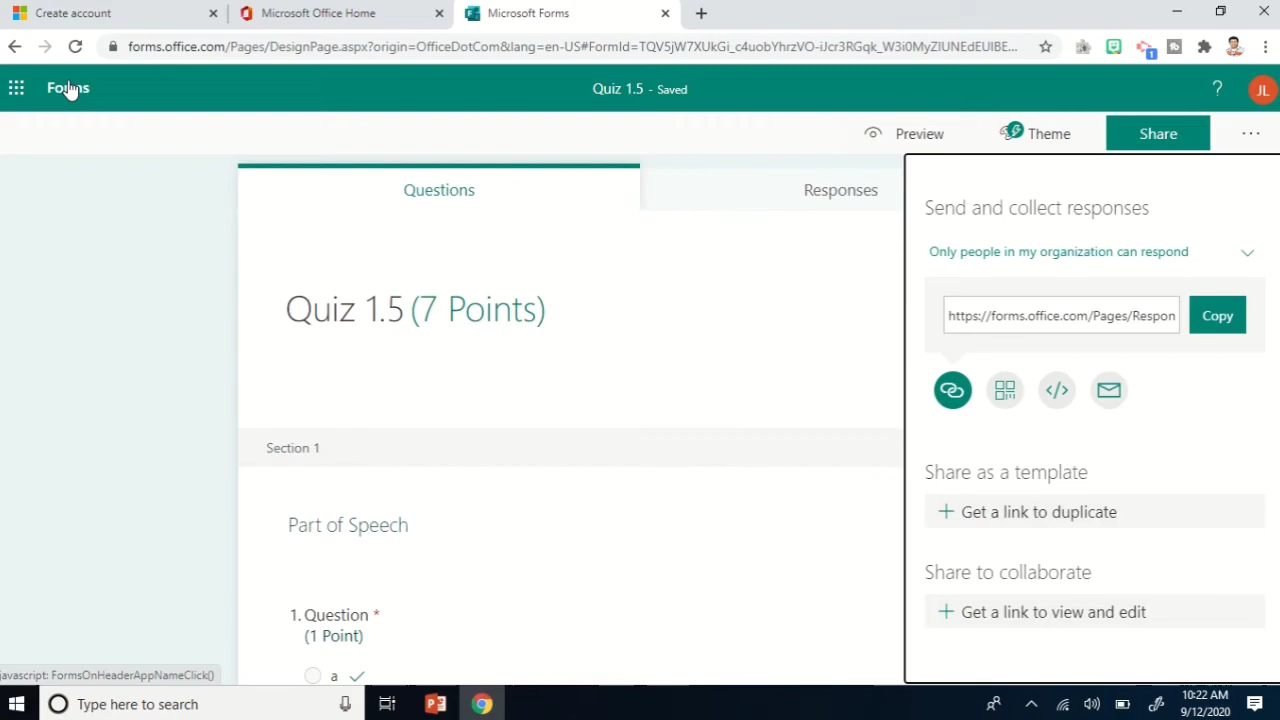 Create account
Microsoft Office Home
Microsoft Forms
forms.office.com/Pages/DesignPage.aspx?origin=OfficeDotCom&lang=en-US#FormId=TQV5jW7XUkGi_c4uobYhrzVO-iJcr3RGqk_W3i0MyZlUNEdEUlBE...
1
Forms
Quiz 1.5 - Saved
?
JL
Preview
Theme
Share
...
Questions
Responses
Send and collect responses
Only people in my organization can respond
https://forms.office.com/Pages/Respon
Copy
Quiz 1.5 (7 Points)
Section 1
Share as a template
+ Get a link to duplicate
Part of Speech
Share to collaborate
+ Get a link to view and edit
1. Question *
(1 Point)
a
javascript: FormsOnHeaderAppNameClick()
Type here to search
10:22 AM
9/12/2020